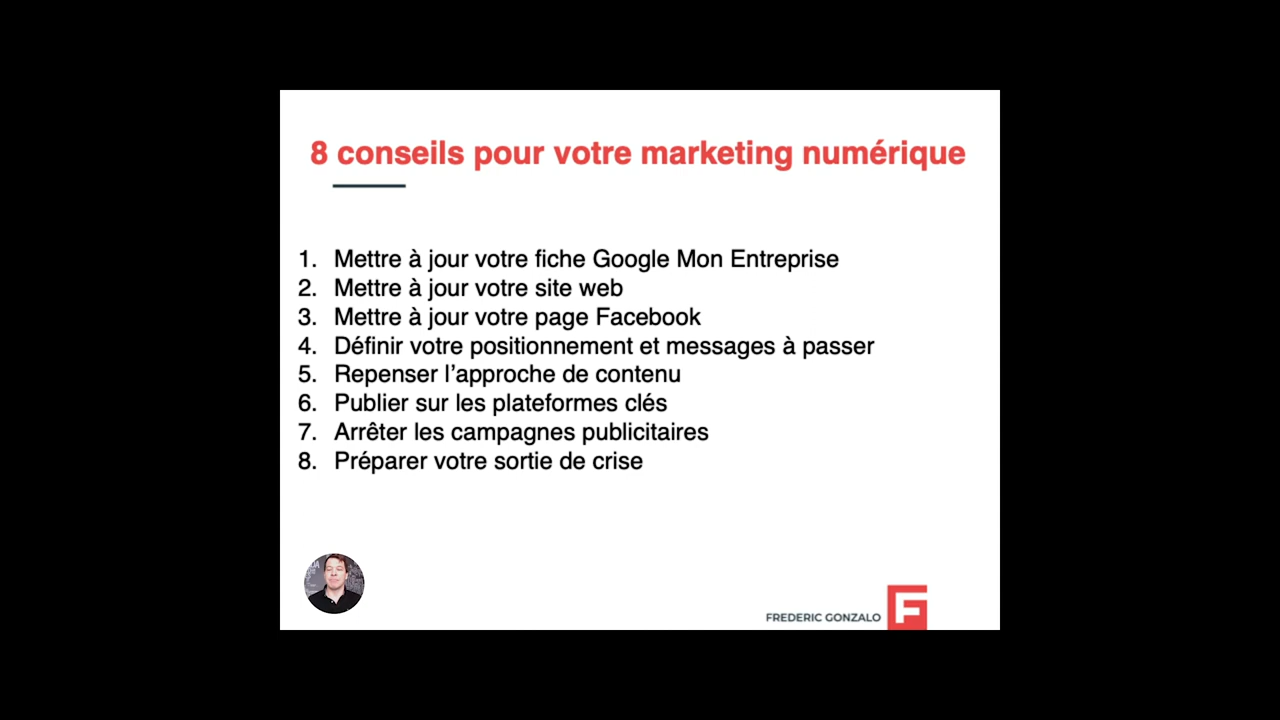 8 conseils pour votre marketing numérique
1. Mettre à jour votre fiche Google Mon Entreprise
2. Mettre à jour votre site web
3. Mettre à jour votre page Facebook
4. Définir votre positionnement et messages à passer
5. Repenser l’approche de contenu
6. Publier sur les plateformes clés
7. Arrêter les campagnes publicitaires
8. Préparer votre sortie de crise
FREDERIC GONZALO F